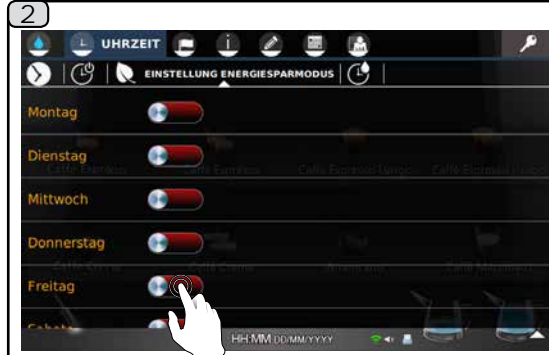 2
UHRZEIT
EINSTELLUNG ENERGIESPARMODUS
Montag
Dienstag
Mittwoch
Donnerstag
Freitag
HH:MM DD/MM/YYYY